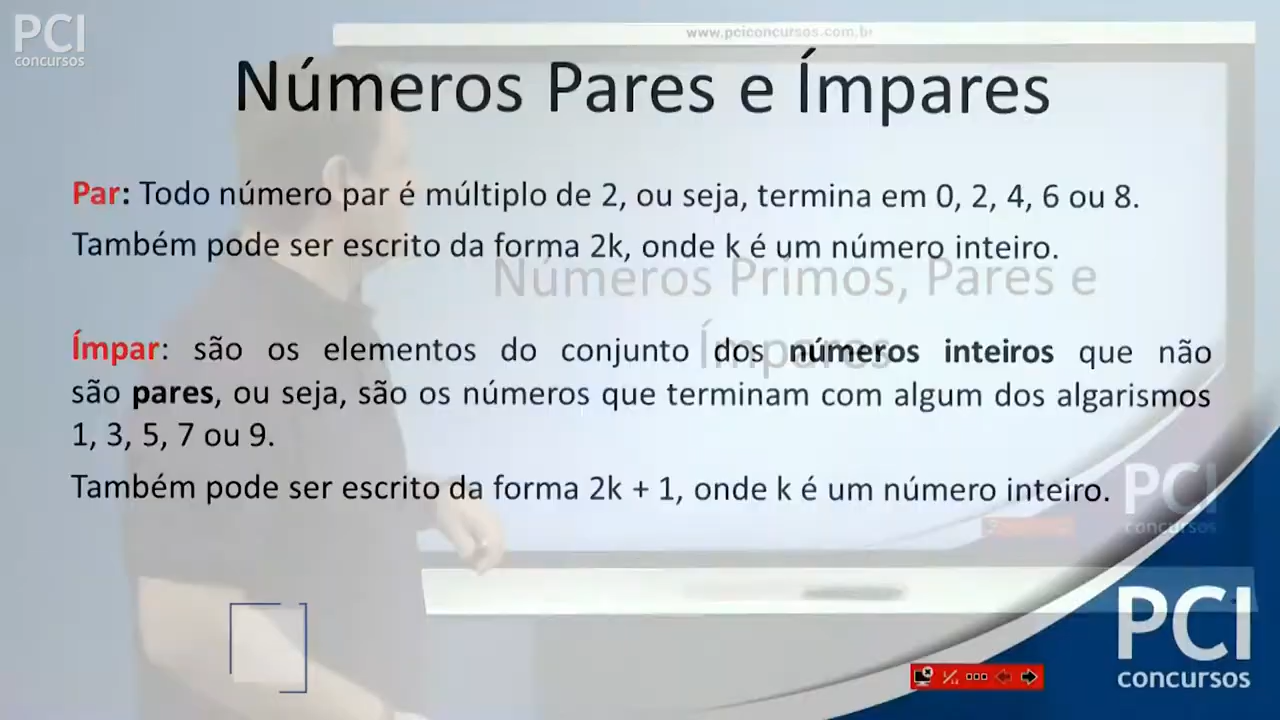 PCI
concursos
www.pciconcursos.com.br
Números Pares e Ímpares
Par: Todo número par é múltiplo de 2, ou seja, termina em 0, 2, 4, 6 ou 8.
Também pode ser escrito da forma 2k, onde k é um número inteiro.
Números Primos, Pares e
Ímpares
Ímpar: são os elementos do conjunto dos números inteiros que não
são pares, ou seja, são os números que terminam com algum dos algarismos
1, 3, 5, 7 ou 9.
Também pode ser escrito da forma 2k + 1, onde k é um número inteiro.
PCI
concursos
PCI
concursos